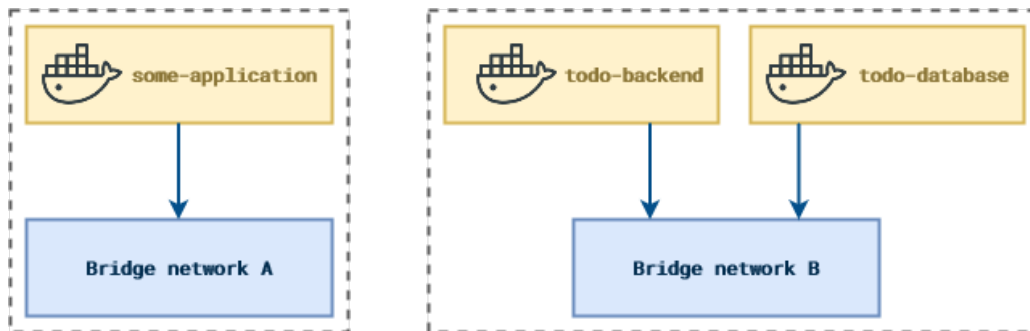 some-application
todo-backend
todo-database
Bridge network A
Bridge network B